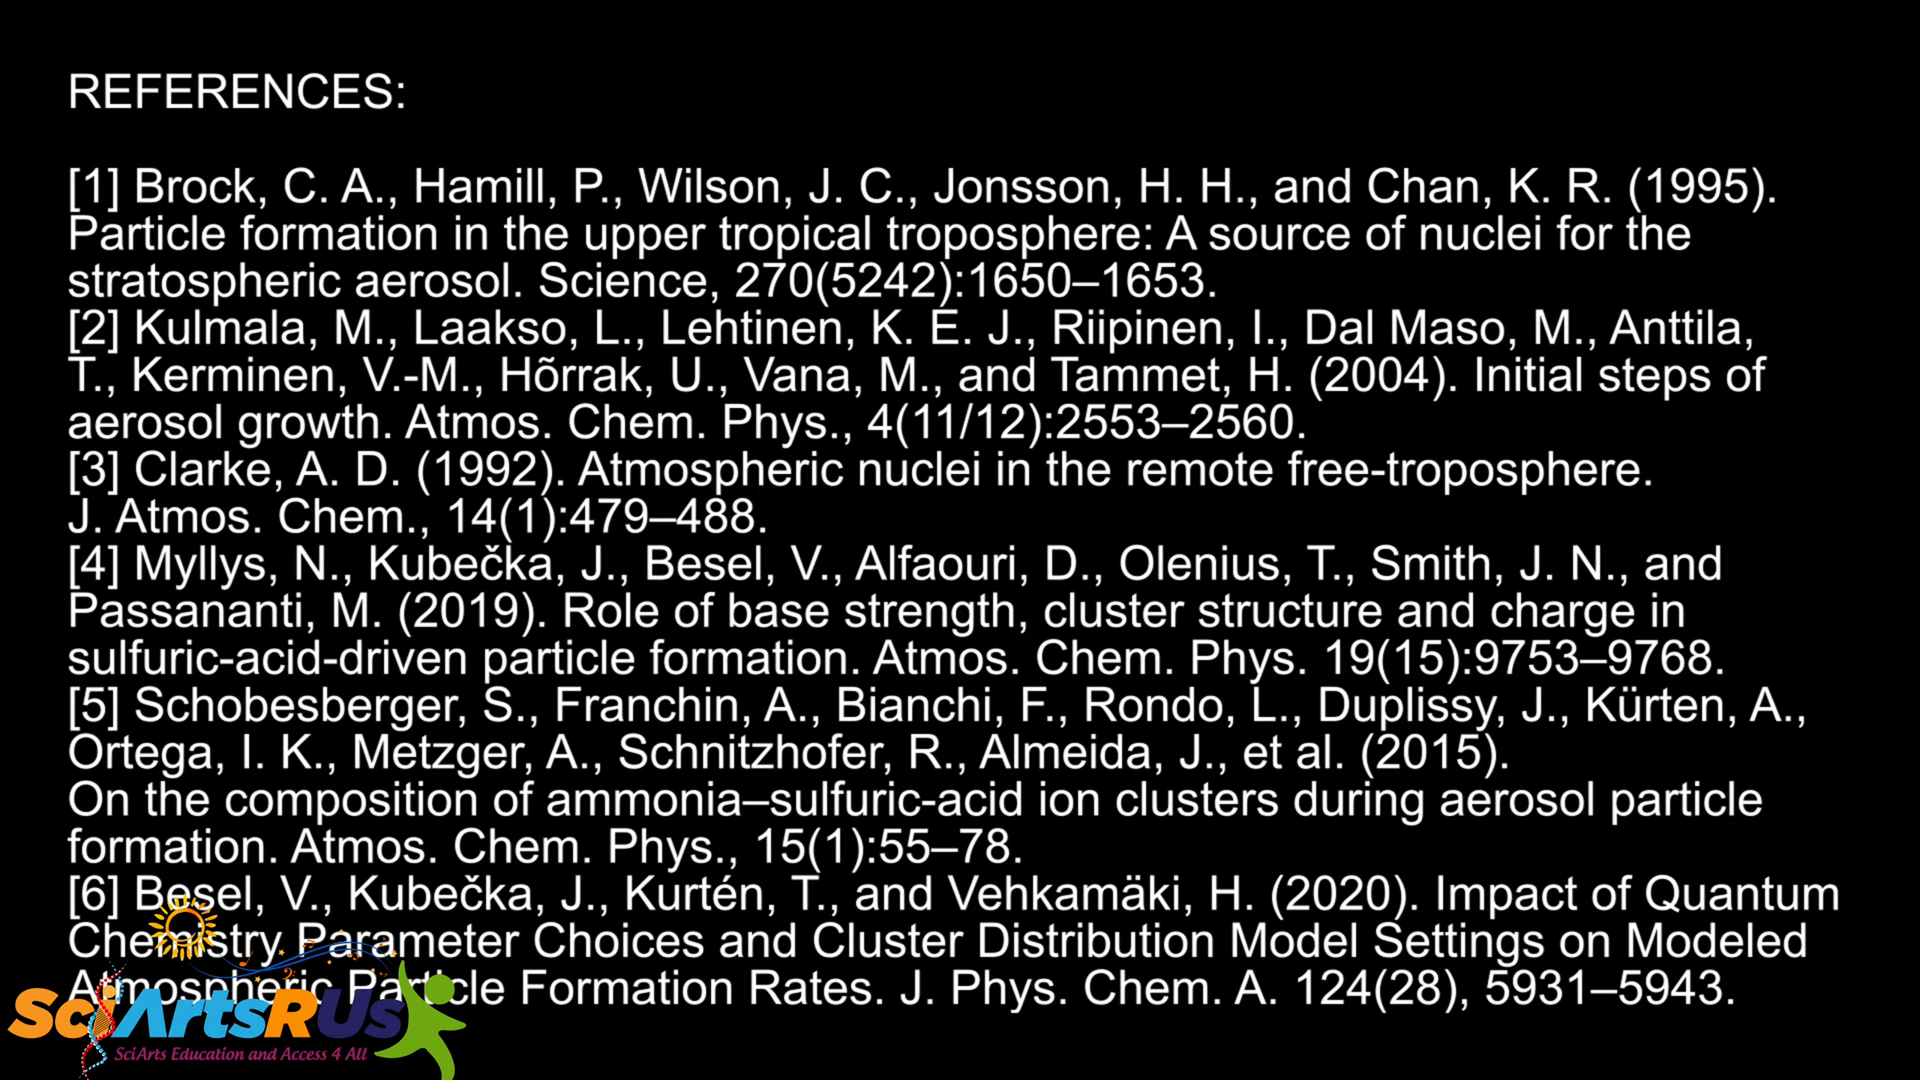 REFERENCES:
[1] Brock, C. A., Hamill, P., Wilson, J. C., Jonsson, H. H., and Chan, K. R. (1995).
Particle formation in the upper tropical troposphere: A source of nuclei for the
stratospheric aerosol. Science, 270(5242):1650–1653.
[2] Kulmala, M., Laakso, L., Lehtinen, K. E. J., Riipinen, I., Dal Maso, M., Anttila,
T., Kerminen, V.-M., Hõrrak, U., Vana, M., and Tammet, H. (2004). Initial steps of
aerosol growth. Atmos. Chem. Phys., 4(11/12):2553–2560.
[3] Clarke, A. D. (1992). Atmospheric nuclei in the remote free-troposphere.
J. Atmos. Chem., 14(1):479–488.
[4] Myllys, N., Kubečka, J., Besel, V., Alfaouri, D., Olenius, T., Smith, J. N., and
Passananti, M. (2019). Role of base strength, cluster structure and charge in
sulfuric-acid-driven particle formation. Atmos. Chem. Phys. 19(15):9753–9768.
[5] Schobesberger, S., Franchin, A., Bianchi, F., Rondo, L., Duplissy, J., Kürten, A.,
Ortega, I. K., Metzger, A., Schnitzhofer, R., Almeida, J., et al. (2015).
On the composition of ammonia–sulfuric-acid ion clusters during aerosol particle
formation. Atmos. Chem. Phys., 15(1):55–78.
[6] Besel, V., Kubečka, J., Kurtén, T., and Vehkamäki, H. (2020). Impact of Quantum
Chemistry Parameter Choices and Cluster Distribution Model Settings on Modeled
Atmospheric Particle Formation Rates. J. Phys. Chem. A. 124(28), 5931–5943.
SciArtsRUs
SciArts Education and Access 4 All